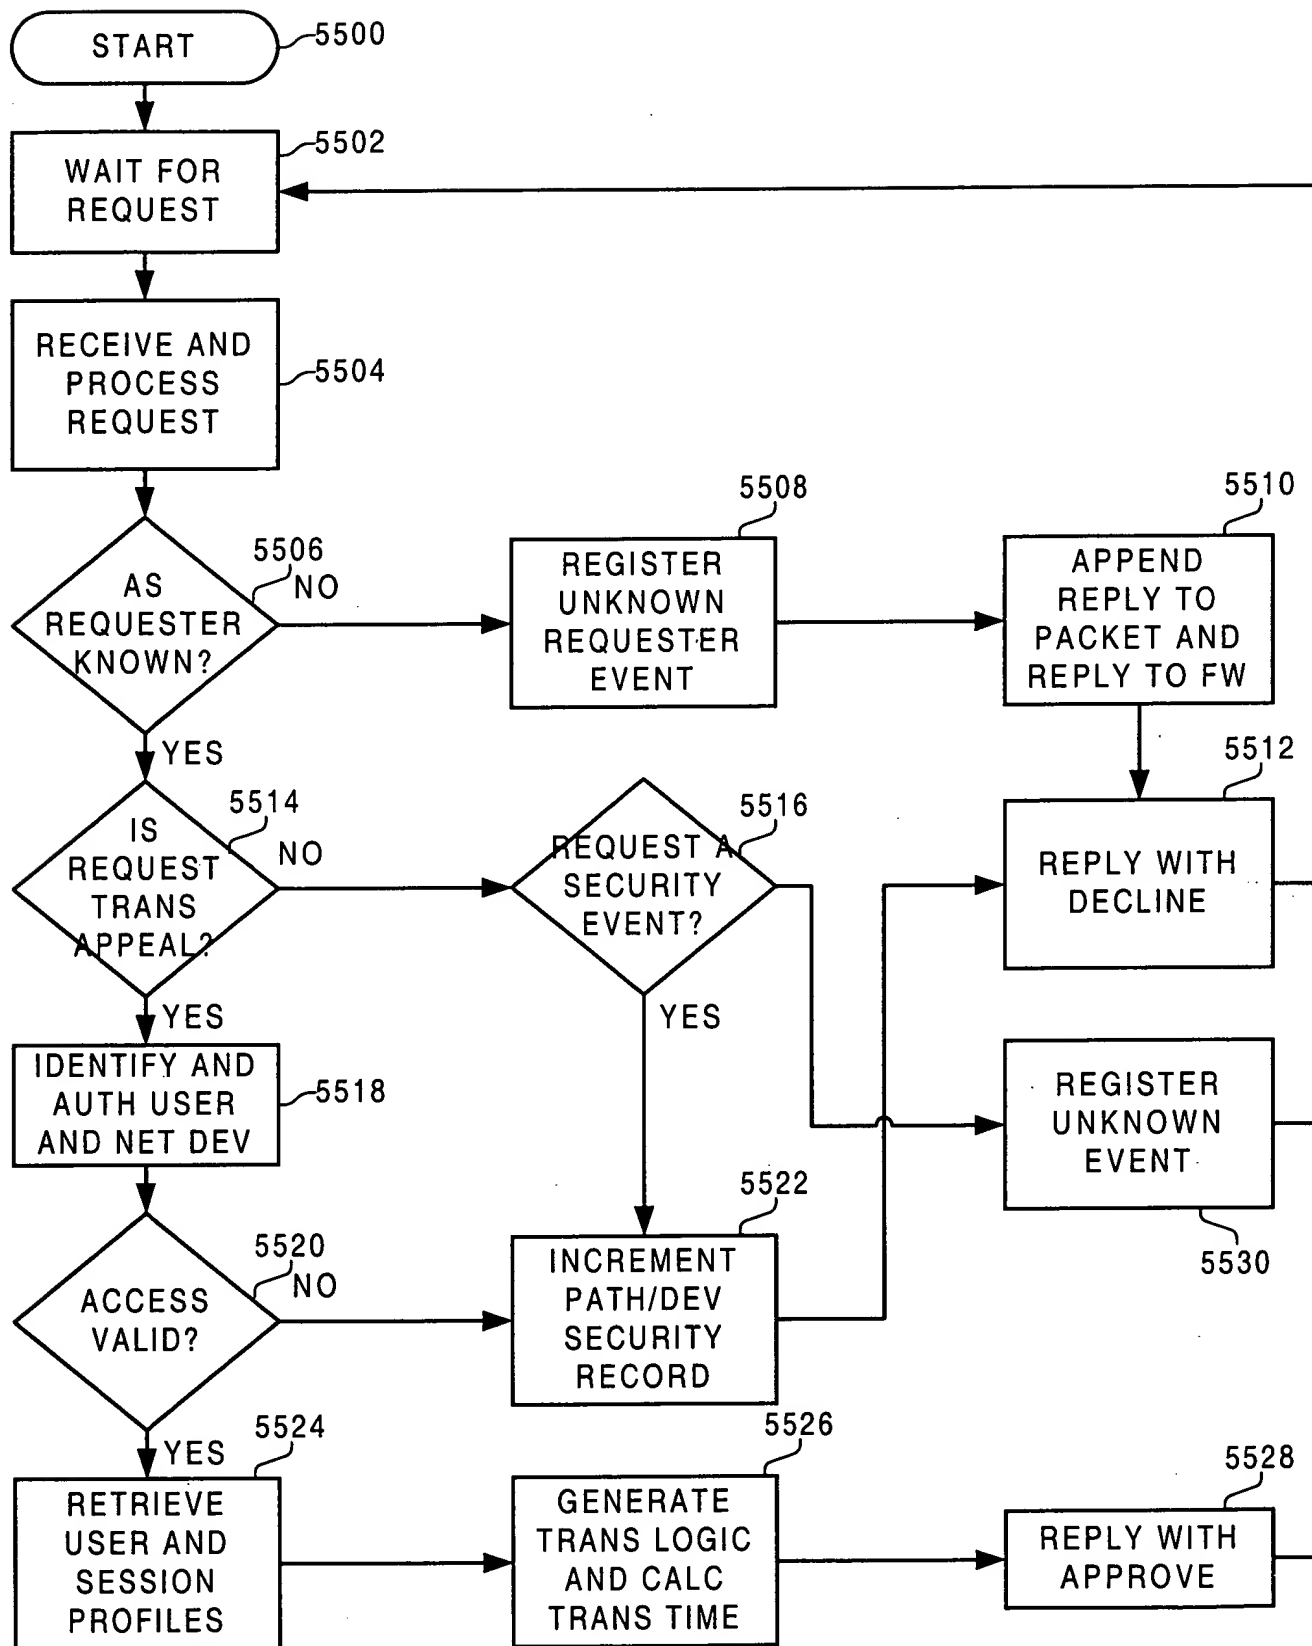 START
5500
WAIT FOR
REQUEST
5502
RECEIVE AND
PROCESS
REQUEST
5504
AS
REQUESTER
KNOWN?
5506
NO
YES
REGISTER
UNKNOWN
REQUESTER
EVENT
5508
APPEND
REPLY TO
PACKET AND
REPLY TO FW
5510
IS
REQUEST
TRANS
APPEAL?
5514
NO
YES
REQUEST A
SECURITY
EVENT?
5516
YES
REPLY WITH
DECLINE
5512
IDENTIFY AND
AUTH USER
AND NET DEV
5518
REGISTER
UNKNOWN
EVENT
5530
ACCESS
VALID?
5520
NO
YES
INCREMENT
PATH/DEV
SECURITY
RECORD
5522
RETRIEVE
USER AND
SESSION
PROFILES
5524
GENERATE
TRANS LOGIC
AND CALC
TRANS TIME
5526
REPLY WITH
APPROVE
5528